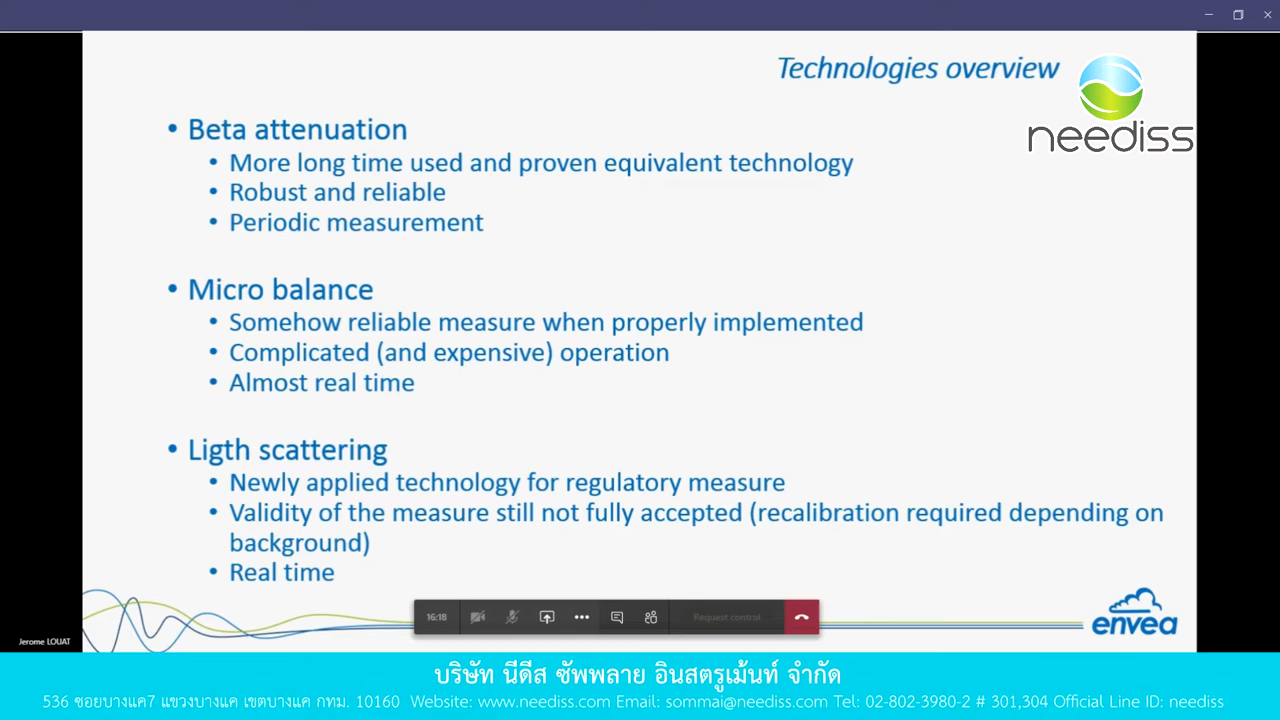 Technologies overview
neediss
• Beta attenuation
• More long time used and proven equivalent technology
• Robust and reliable
• Periodic measurement
• Micro balance
• Somehow reliable measure when properly implemented
• Complicated (and expensive) operation
• Almost real time
• Ligth scattering
• Newly applied technology for regulatory measure
• Validity of the measure still not fully accepted (recalibration required depending on
background)
• Real time
16:18
Request control
envea
Jerome LOUAT
บริษัท นีดีส ซัพพลาย อินสตรูเม้นท์ จำกัด
536 ซอยบางแค7 แขวงบางแค เขตบางแค กทม. 10160 Website: www.neediss.com Email: sommai@neediss.com Tel: 02-802-3980-2 # 301,304 Official Line ID: neediss